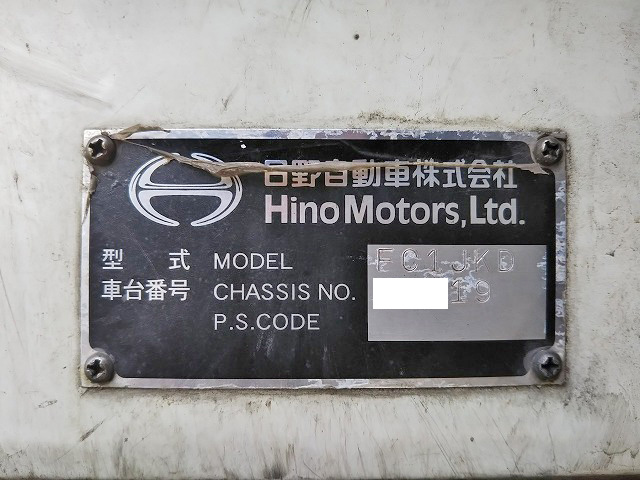 日野自動車株式会社
Hino Motors, Ltd.
型 式 MODEL FC1JKD
車台番号 CHASSIS NO. 19
P.S.CODE